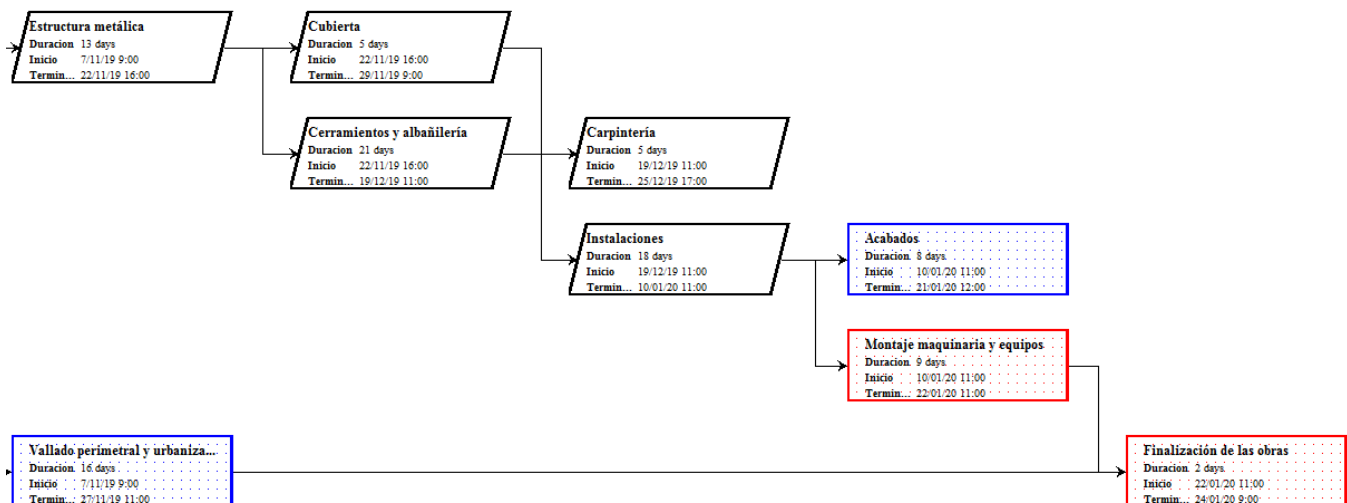 Estructura metálica
Duracion 13 days
Inicio 7/11/19 9:00
Termin... 22/11/19 16:00
Cubierta
Duracion 5 days
Inicio 22/11/19 16:00
Termin... 29/11/19 9:00
Cerramientos y albañilería
Duracion 21 days
Inicio 22/11/19 16:00
Termin... 19/12/19 11:00
Carpintería
Duracion 5 days
Inicio 19/12/19 11:00
Termin... 25/12/19 17:00
Instalaciones
Duracion 18 days
Inicio 19/12/19 11:00
Termin... 10/01/20 11:00
Acabados
Duracion 8 days
Inicio 10/01/20 11:00
Termin... 21/01/20 12:00
Montaje maquinaria y equipos
Duracion 9 days
Inicio 10/01/20 11:00
Termin... 22/01/20 11:00
Vallado perimetral y urbaniza...
Duracion 16 days
Inicio 7/11/19 9:00
Termin... 27/11/19 11:00
Finalización de las obras
Duracion 2 days
Inicio 22/01/20 11:00
Termin... 24/01/20 9:00